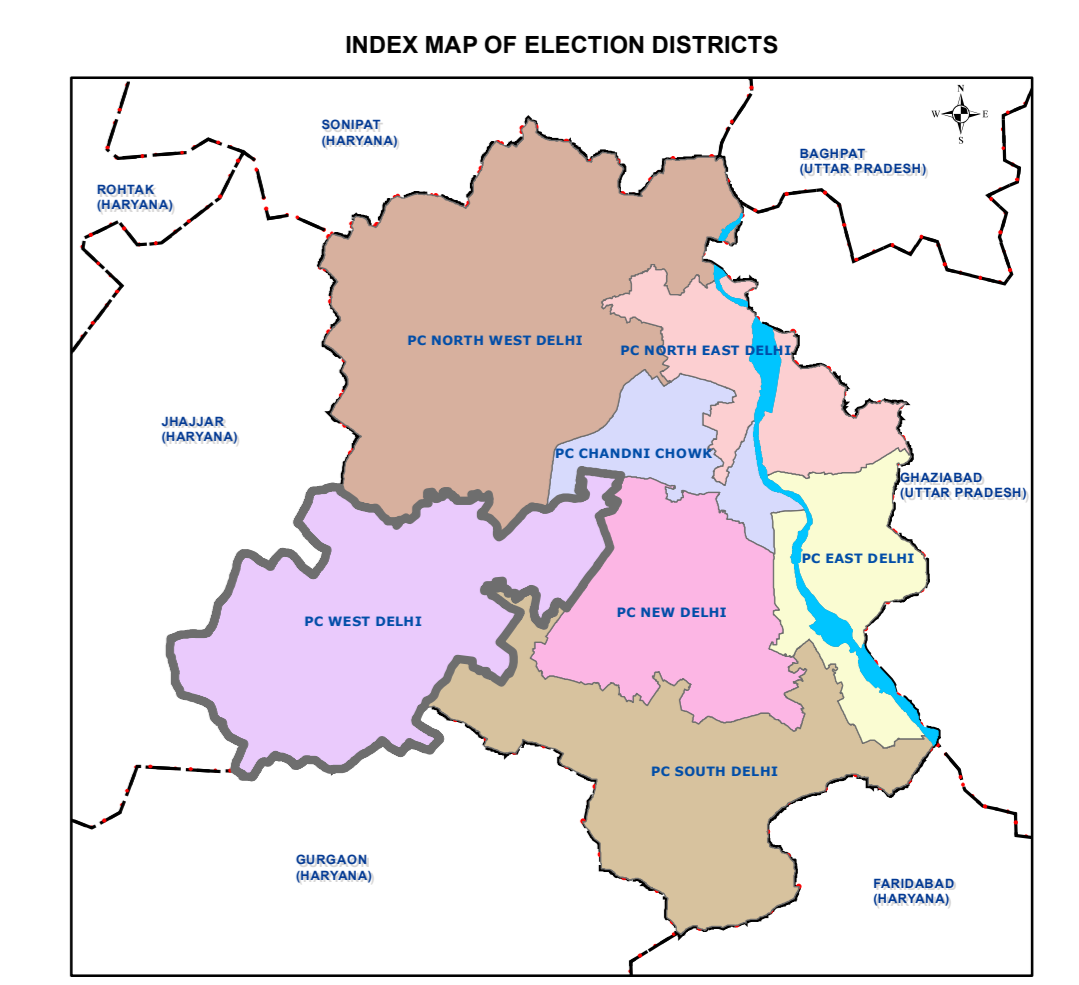 INDEX MAP OF ELECTION DISTRICTS
N
W
E
S
SONIPAT
(HARYANA)
BAGHPAT
(UTTAR PRADESH)
ROHTAK
(HARYANA)
PC NORTH WEST DELHI
PC NORTH EAST DELHI
JHAJJAR
(HARYANA)
PC CHANDNI CHOWK
GHAZIABAD
(UTTAR PRADESH)
PC EAST DELHI
PC WEST DELHI
PC NEW DELHI
PC SOUTH DELHI
GURGAON
(HARYANA)
FARIDABAD
(HARYANA)